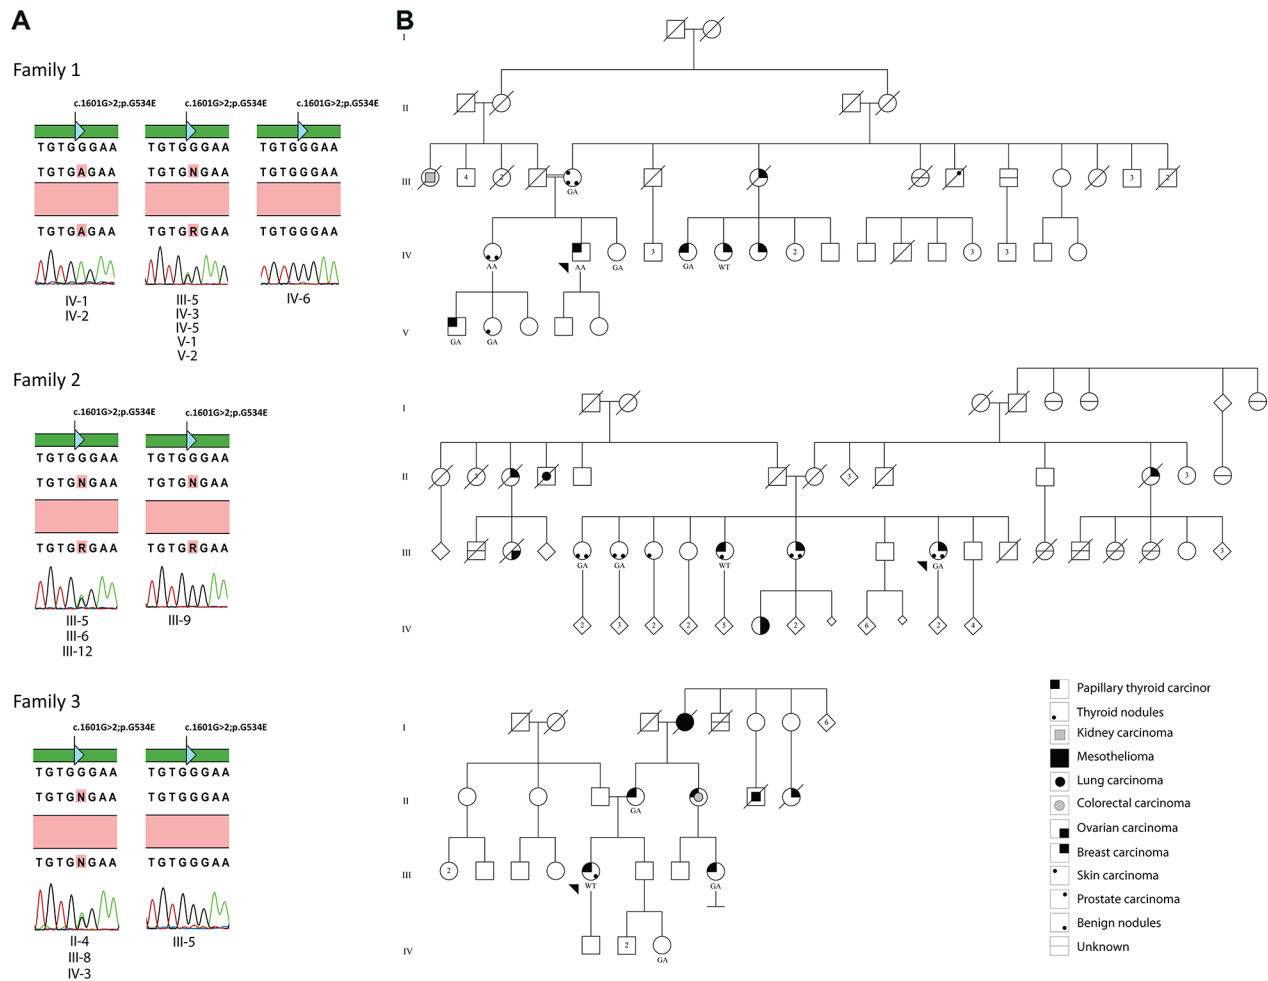 A
B
Family 1
c.1601G>2;p.G534E
c.1601G>2;p.G534E
c.1601G>2;p.G534E
TGTGGGAA
TGTGGGAA
TGTGGGAA
TGTGAGAA
TGTGNGAA
TGTGGGAA
TGTGAGAA
TGTGRGAA
TGTGGGAA
IV-1
IV-2
III-5
IV-3
IV-5
V-1
V-2
IV-6
Family 2
c.1601G>2;p.G534E
c.1601G>2;p.G534E
TGTGGGAA
TGTGGGAA
TGTGNGAA
TGTGNGAA
TGTGRGAA
TGTGRGAA
III-5
III-6
III-12
III-9
Family 3
c.1601G>2;p.G534E
c.1601G>2;p.G534E
TGTGGGAA
TGTGGGAA
TGTGNGAA
TGTGGGAA
TGTGNGAA
TGTGGGAA
II-4
III-8
IV-3
III-5
I
II
III
4
2
GA
3
2
IV
AA
AA
GA
3
GA
WT
2
3
3
V
GA
GA
I
II
2
3
3
III
GA
GA
WT
GA
3
IV
2
3
2
2
5
2
6
2
4
I
6
II
GA
III
2
WT
GA
IV
2
GA
Papillary thyroid carcinor
Thyroid nodules
Kidney carcinoma
Mesothelioma
Lung carcinoma
Colorectal carcinoma
Ovarian carcinoma
Breast carcinoma
Skin carcinoma
Prostate carcinoma
Benign nodules
Unknown